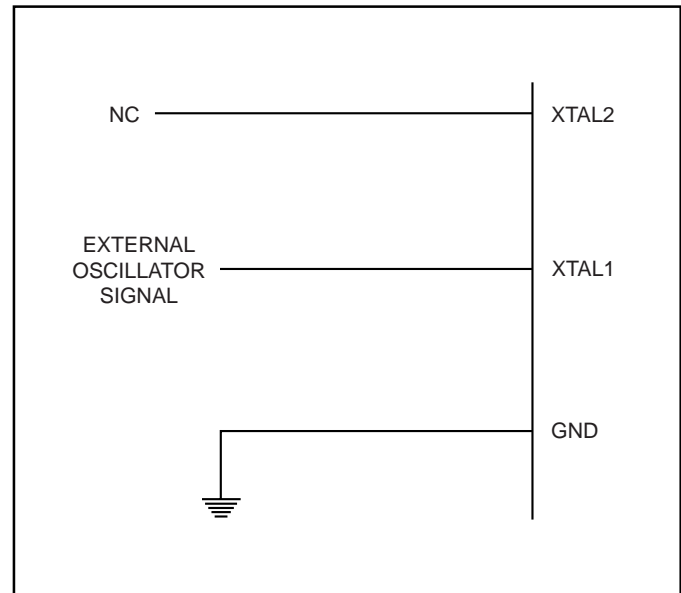 NC
XTAL2
EXTERNAL
OSCILLATOR
SIGNAL
XTAL1
GND